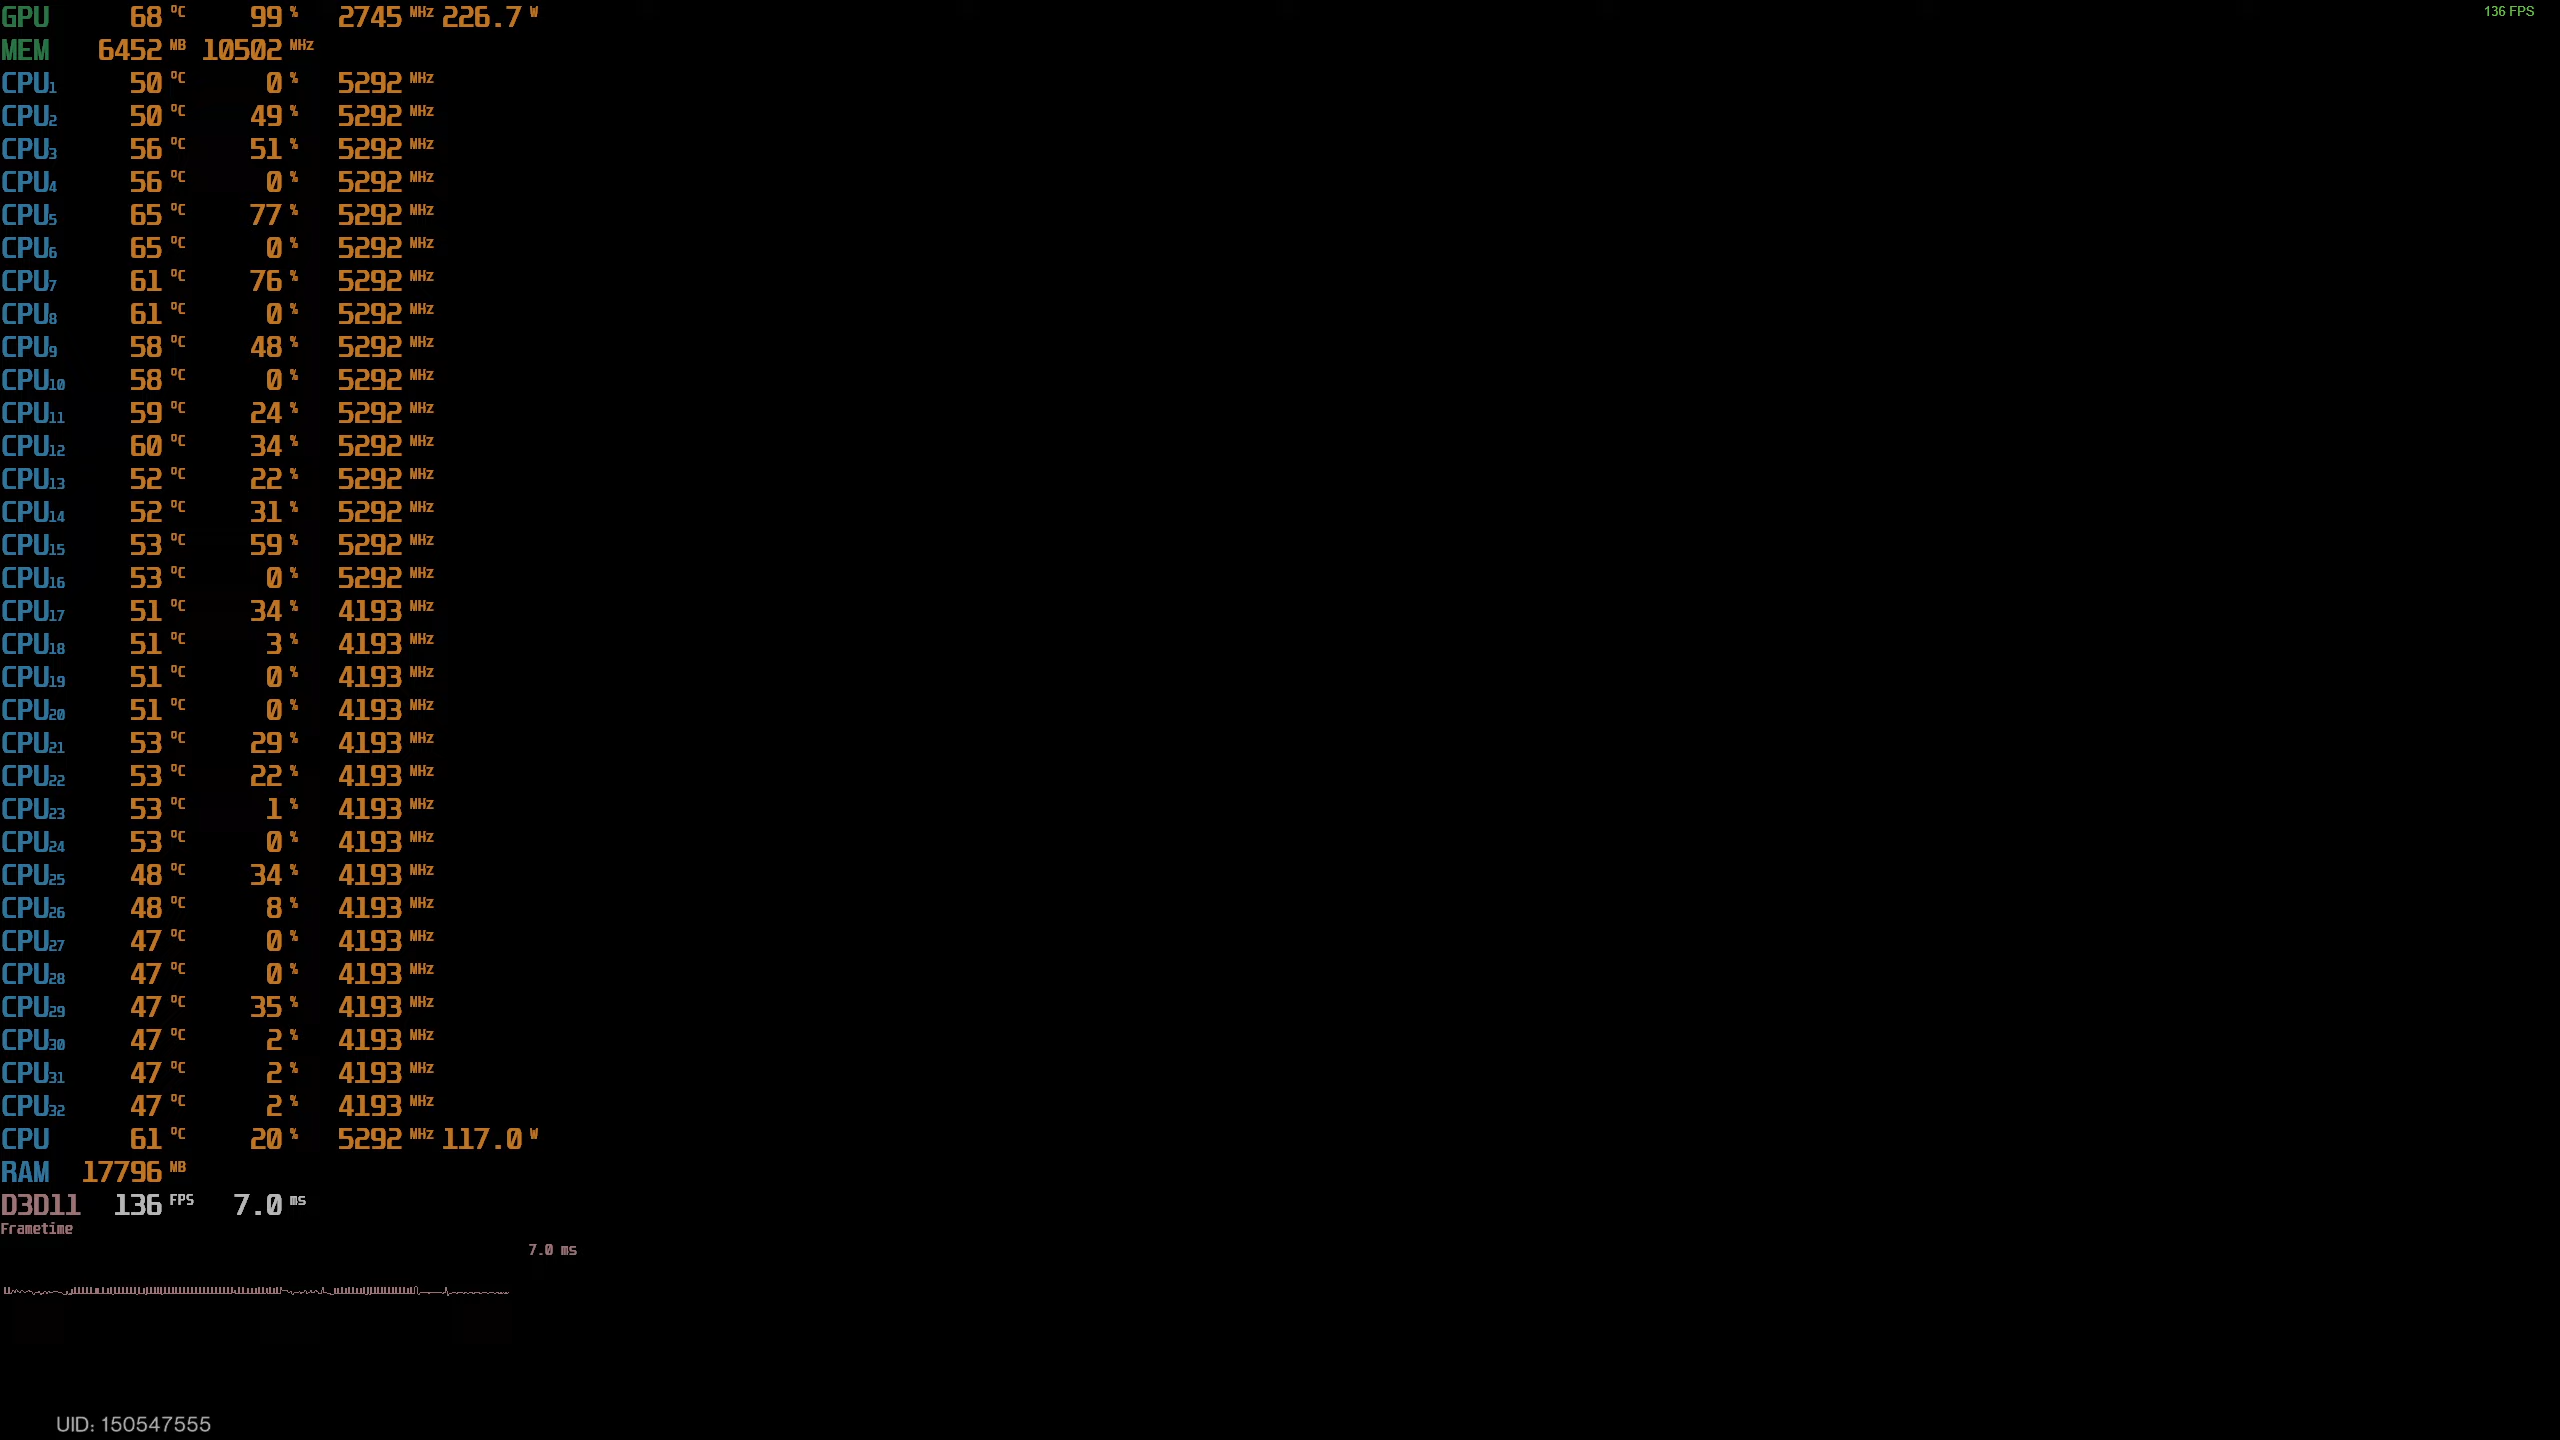 GPU 68 °C 99 % 2745 MHz 226.7 W
136 FPS
MEM 6452 MB 10502 MHz
CPU1 50 °C 0 % 5292 MHz
CPU2 50 °C 49 % 5292 MHz
CPU3 56 °C 51 % 5292 MHz
CPU4 56 °C 0 % 5292 MHz
CPU5 65 °C 77 % 5292 MHz
CPU6 65 °C 0 % 5292 MHz
CPU7 61 °C 76 % 5292 MHz
CPU8 61 °C 0 % 5292 MHz
CPU9 58 °C 48 % 5292 MHz
CPU10 58 °C 0 % 5292 MHz
CPU11 59 °C 24 % 5292 MHz
CPU12 60 °C 34 % 5292 MHz
CPU13 52 °C 22 % 5292 MHz
CPU14 52 °C 31 % 5292 MHz
CPU15 53 °C 59 % 5292 MHz
CPU16 53 °C 0 % 5292 MHz
CPU17 51 °C 34 % 4193 MHz
CPU18 51 °C 3 % 4193 MHz
CPU19 51 °C 0 % 4193 MHz
CPU20 51 °C 0 % 4193 MHz
CPU21 53 °C 29 % 4193 MHz
CPU22 53 °C 22 % 4193 MHz
CPU23 53 °C 1 % 4193 MHz
CPU24 53 °C 0 % 4193 MHz
CPU25 48 °C 34 % 4193 MHz
CPU26 48 °C 8 % 4193 MHz
CPU27 47 °C 0 % 4193 MHz
CPU28 47 °C 0 % 4193 MHz
CPU29 47 °C 35 % 4193 MHz
CPU30 47 °C 2 % 4193 MHz
CPU31 47 °C 2 % 4193 MHz
CPU32 47 °C 2 % 4193 MHz
CPU 61 °C 20 % 5292 MHz 117.0 W
RAM 17796 MB
D3D11 136 FPS 7.0 ms
Frametime
7.0 ms
UID: 150547555